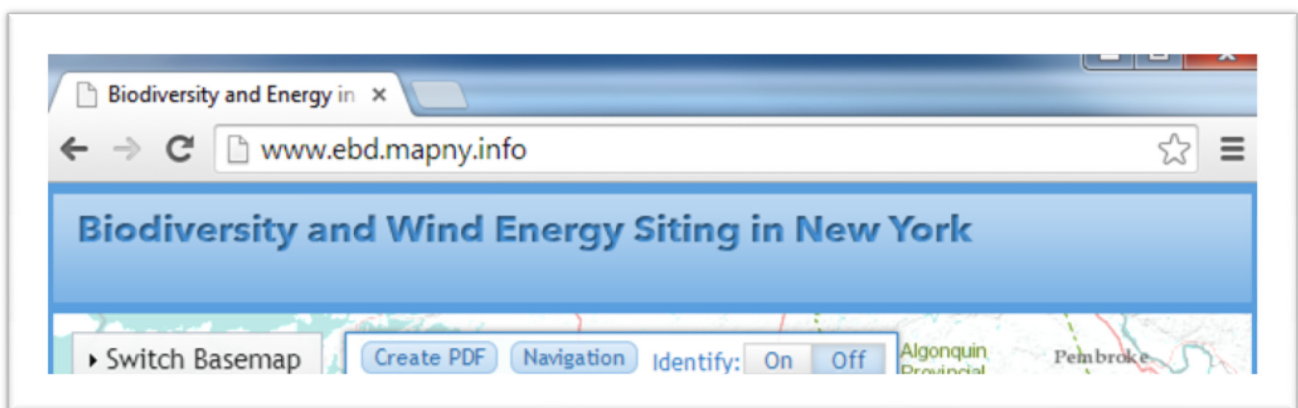 Biodiversity and Energy in
www.ebd.mapny.info
Biodiversity and Wind Energy Siting in New York
Switch Basemap Create PDF Navigation Identify: On Off Algonquin Pembroke
Provincial